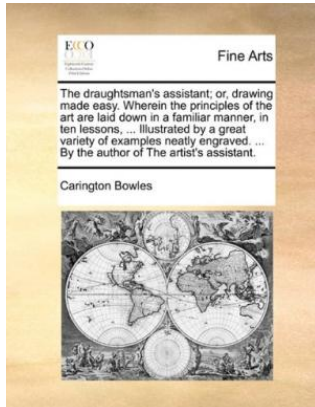 ECCO
Fine Arts
The draughtsman's assistant; or, drawing
made easy. Wherein the principles of the
art are laid down in a familiar manner, in
ten lessons, ... Illustrated by a great
variety of examples neatly engraved. ...
By the author of The artist's assistant.
Carington Bowles